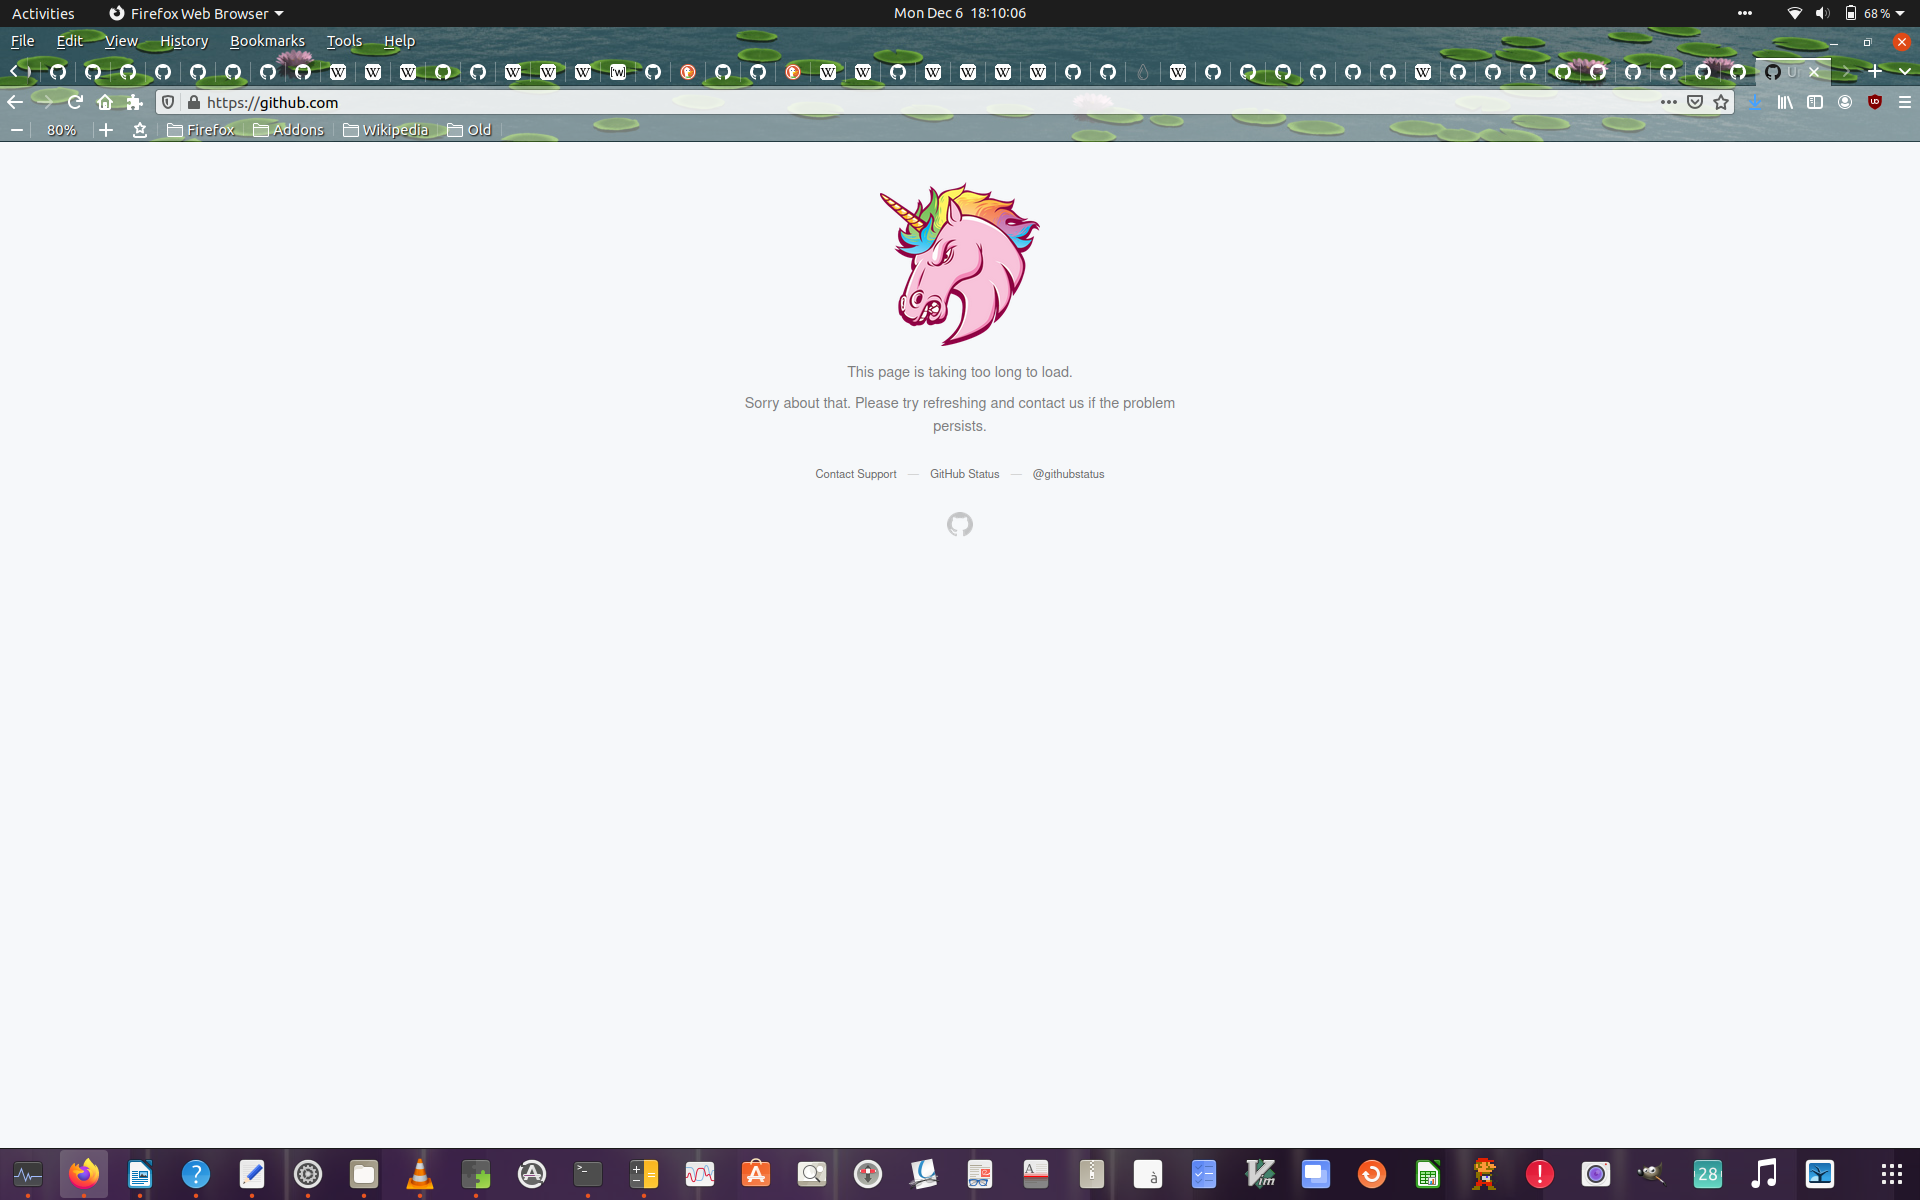 Activities
Firefox Web Browser
Mon Dec 6 18:10:06
68 %
File Edit View History Bookmarks Tools Help
U
https://github.com
80%
Firefox
Addons
Wikipedia
Old
This page is taking too long to load.
Sorry about that. Please try refreshing and contact us if the problem
persists.
Contact Support — GitHub Status — @githubstatus
28